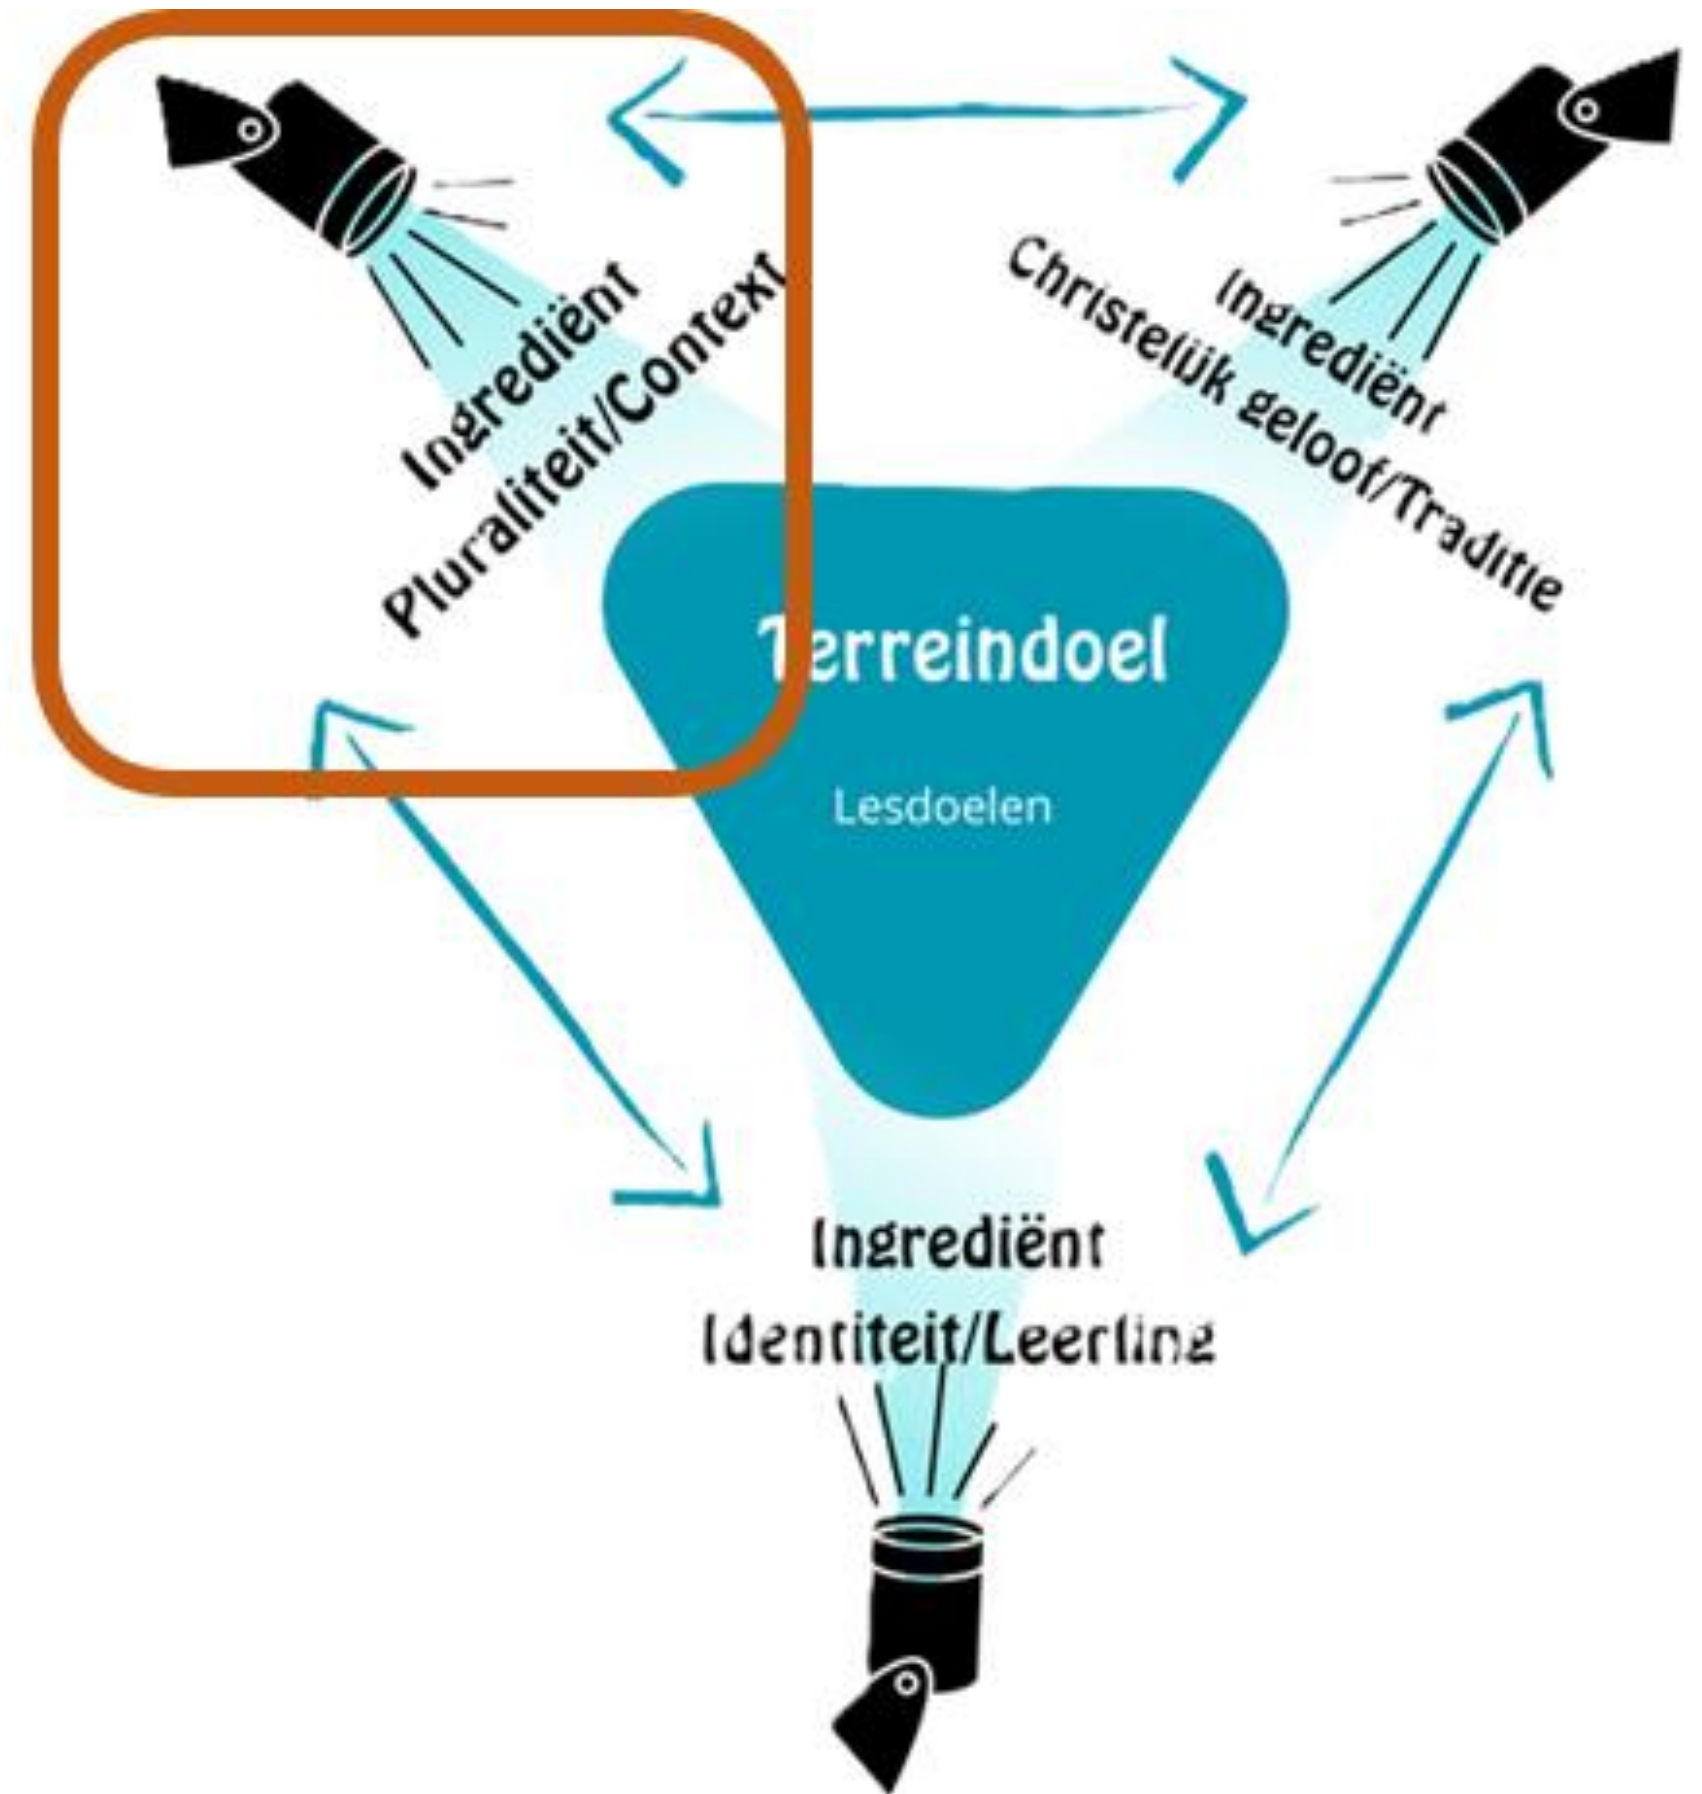 Ingrediënt
Pluraliteit/Context
Ingrediënt
Christelijk geloof/Traditie
Terreindoel
Lesdoelen
Ingrediënt
Identiteit/Leerling